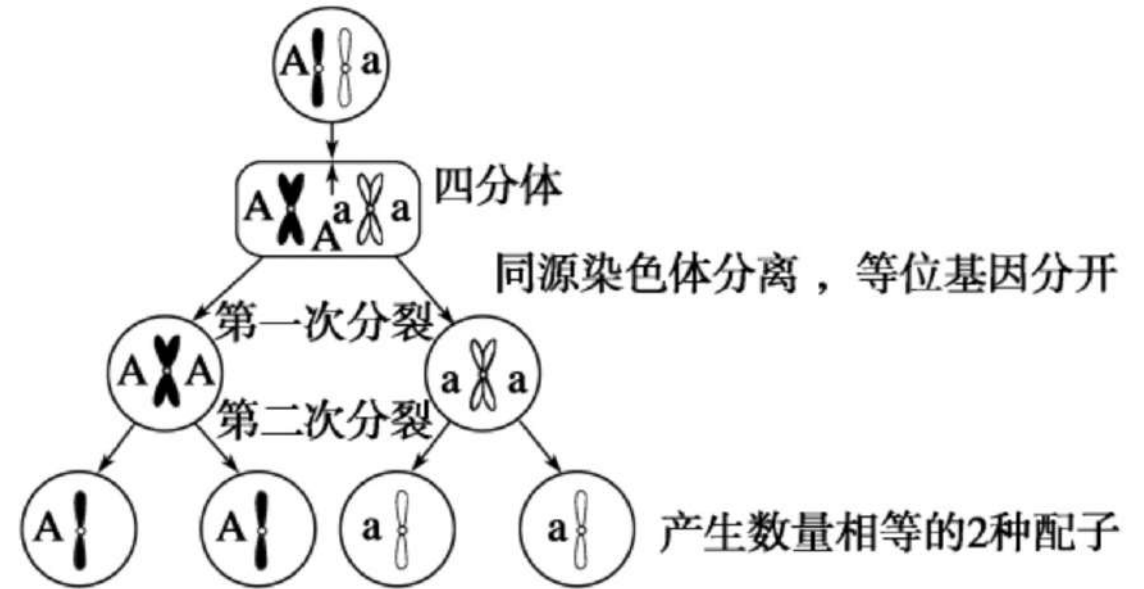 A a
四分体
A A a a
同源染色体分离，等位基因分开
第一次分裂
A A a a
第二次分裂
A A a a
产生数量相等的2种配子